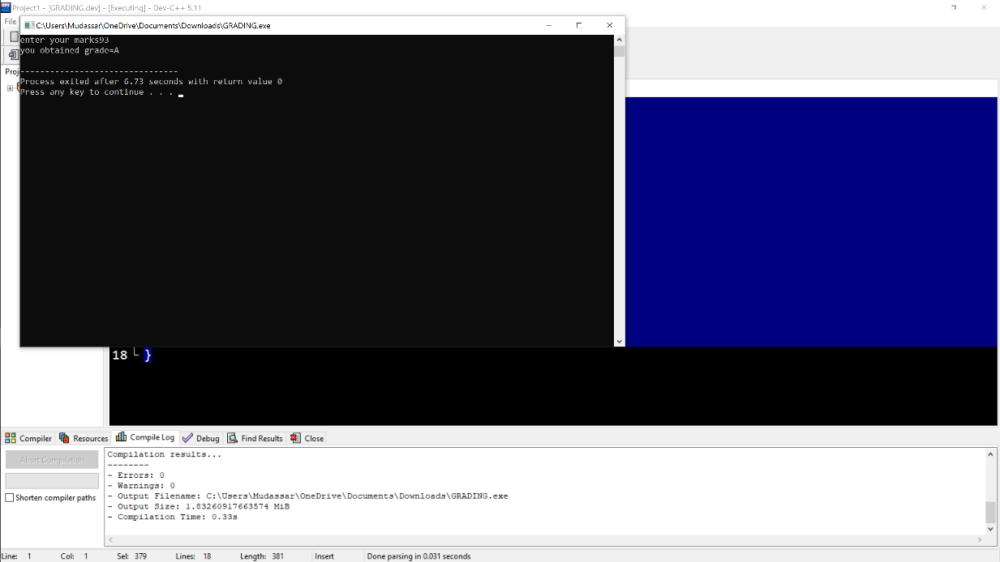 Project1 - [GRADING.dev] - [Executing] - Dev-C++ 5.11
File
C:\Users\Mudassar\OneDrive\Documents\Downloads\GRADING.exe
enter your marks93
you obtained grade=A
--------------------------------
Process exited after 6.73 seconds with return value 0
Press any key to continue . . .
Proj
18 }
Compiler Resources Compile Log Debug Find Results Close
Abort Compilation
Shorten compiler paths
Compilation results...
--------
- Errors: 0
- Warnings: 0
- Output Filename: C:\Users\Mudassar\OneDrive\Documents\Downloads\GRADING.exe
- Output Size: 1.83260917663574 MiB
- Compilation Time: 0.33s
Line: 1 Col: 1 Sel: 379 Lines: 18 Length: 381 Insert Done parsing in 0.031 seconds